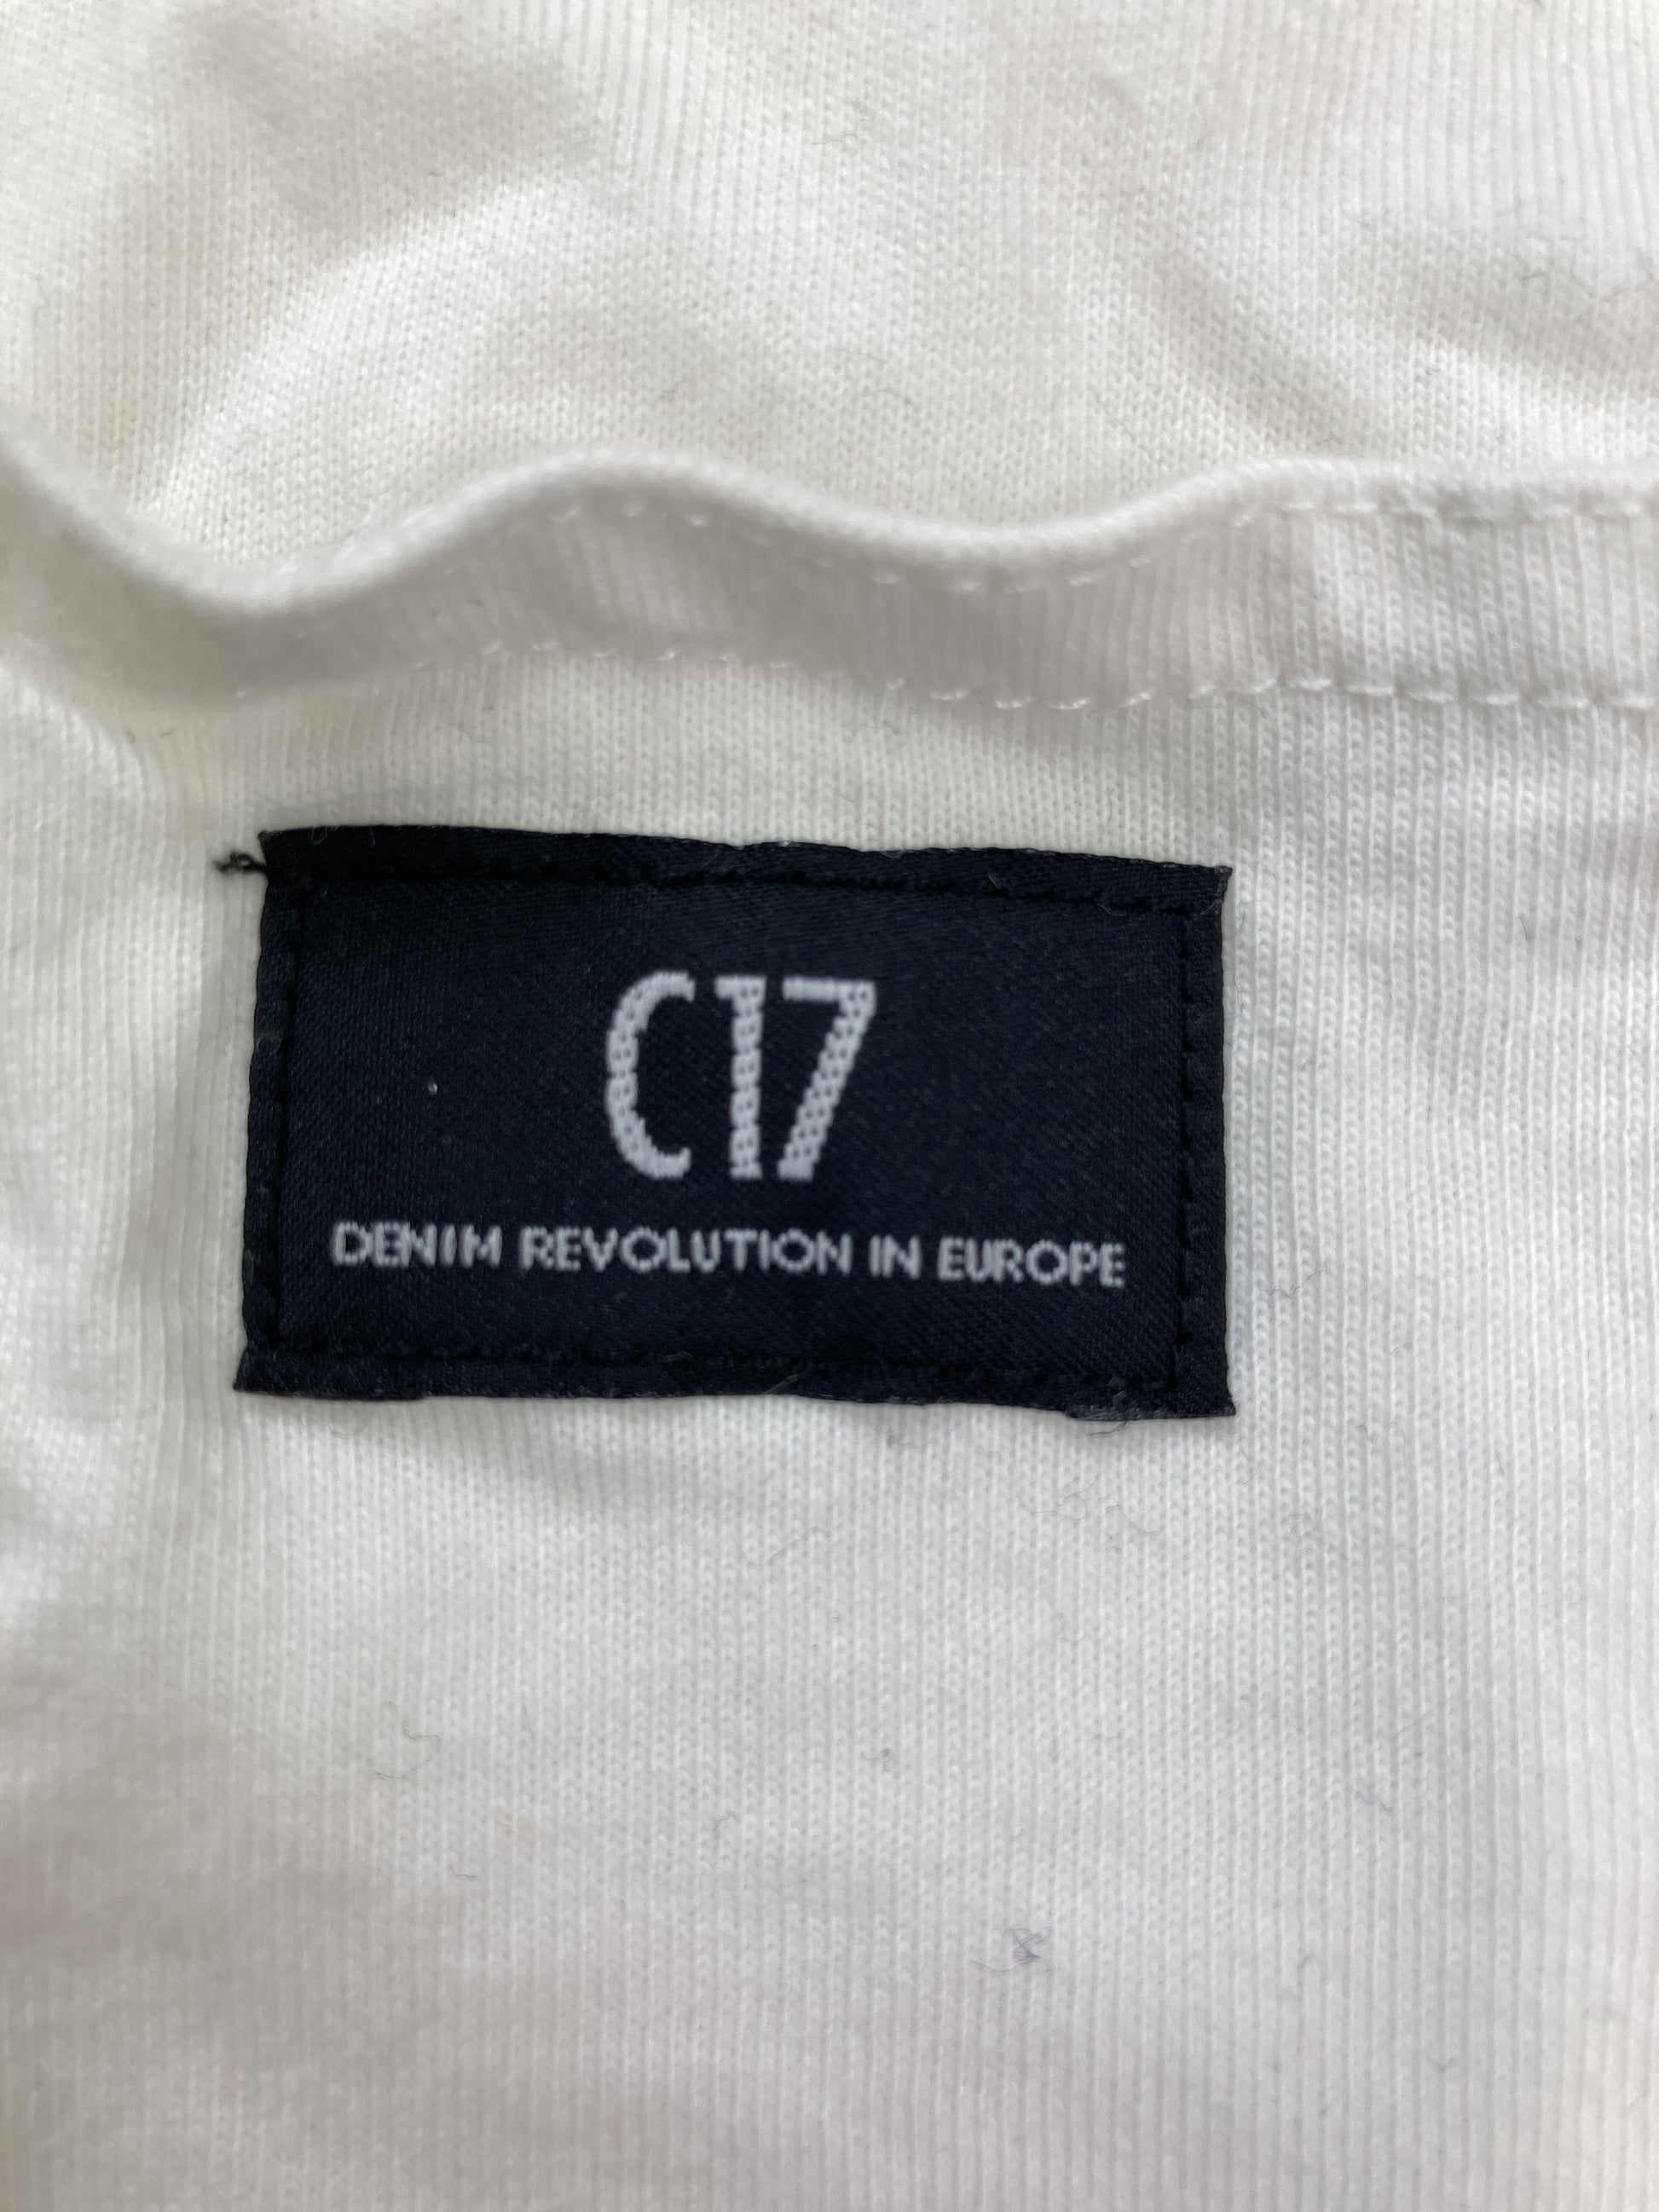 C17
DENIM REVOLUTION IN EUROPE